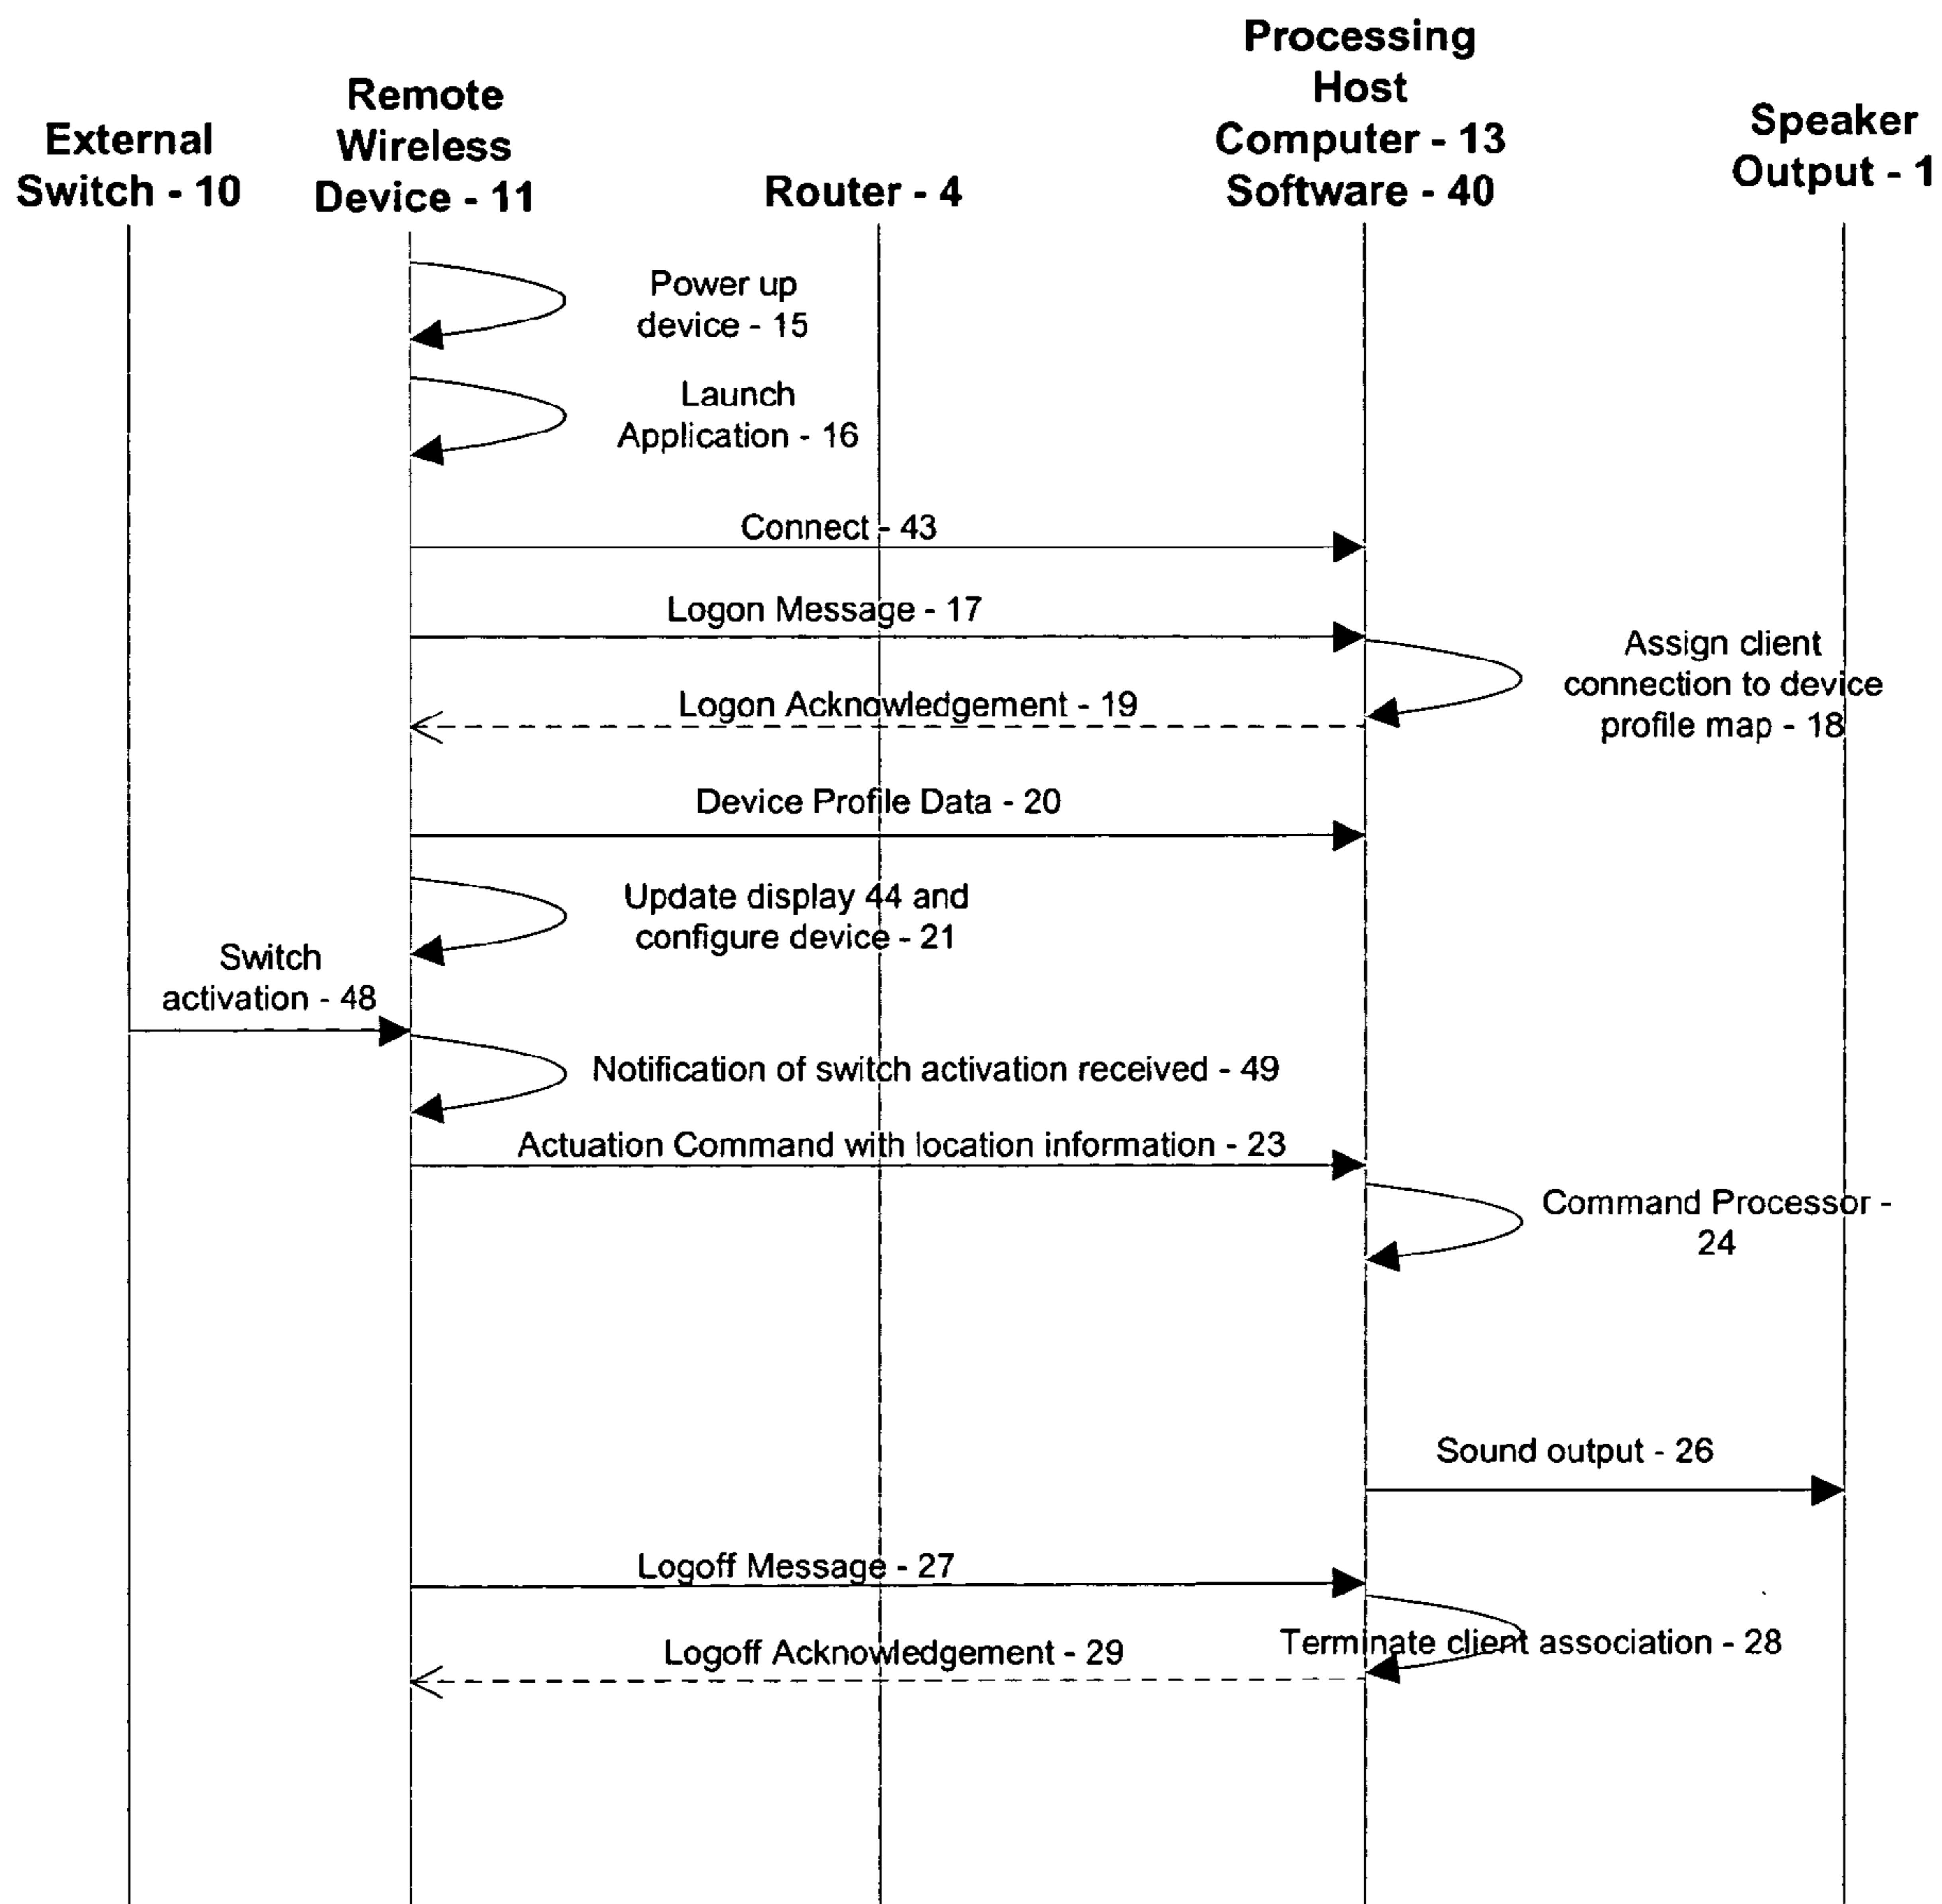 External
Switch - 10
Remote
Wireless
Device - 11
Router - 4
Processing
Host
Computer - 13
Software - 40
Speaker
Output - 1
Power up
device - 15
Launch
Application - 16
Connect - 43
Logon Message - 17
Assign client
connection to device
profile map - 18
Logon Acknowledgement - 19
Device Profile Data - 20
Update display 44 and
configure device - 21
Switch
activation - 48
Notification of switch activation received - 49
Actuation Command with location information - 23
Command Processor -
24
Sound output - 26
Logoff Message - 27
Terminate client association - 28
Logoff Acknowledgement - 29